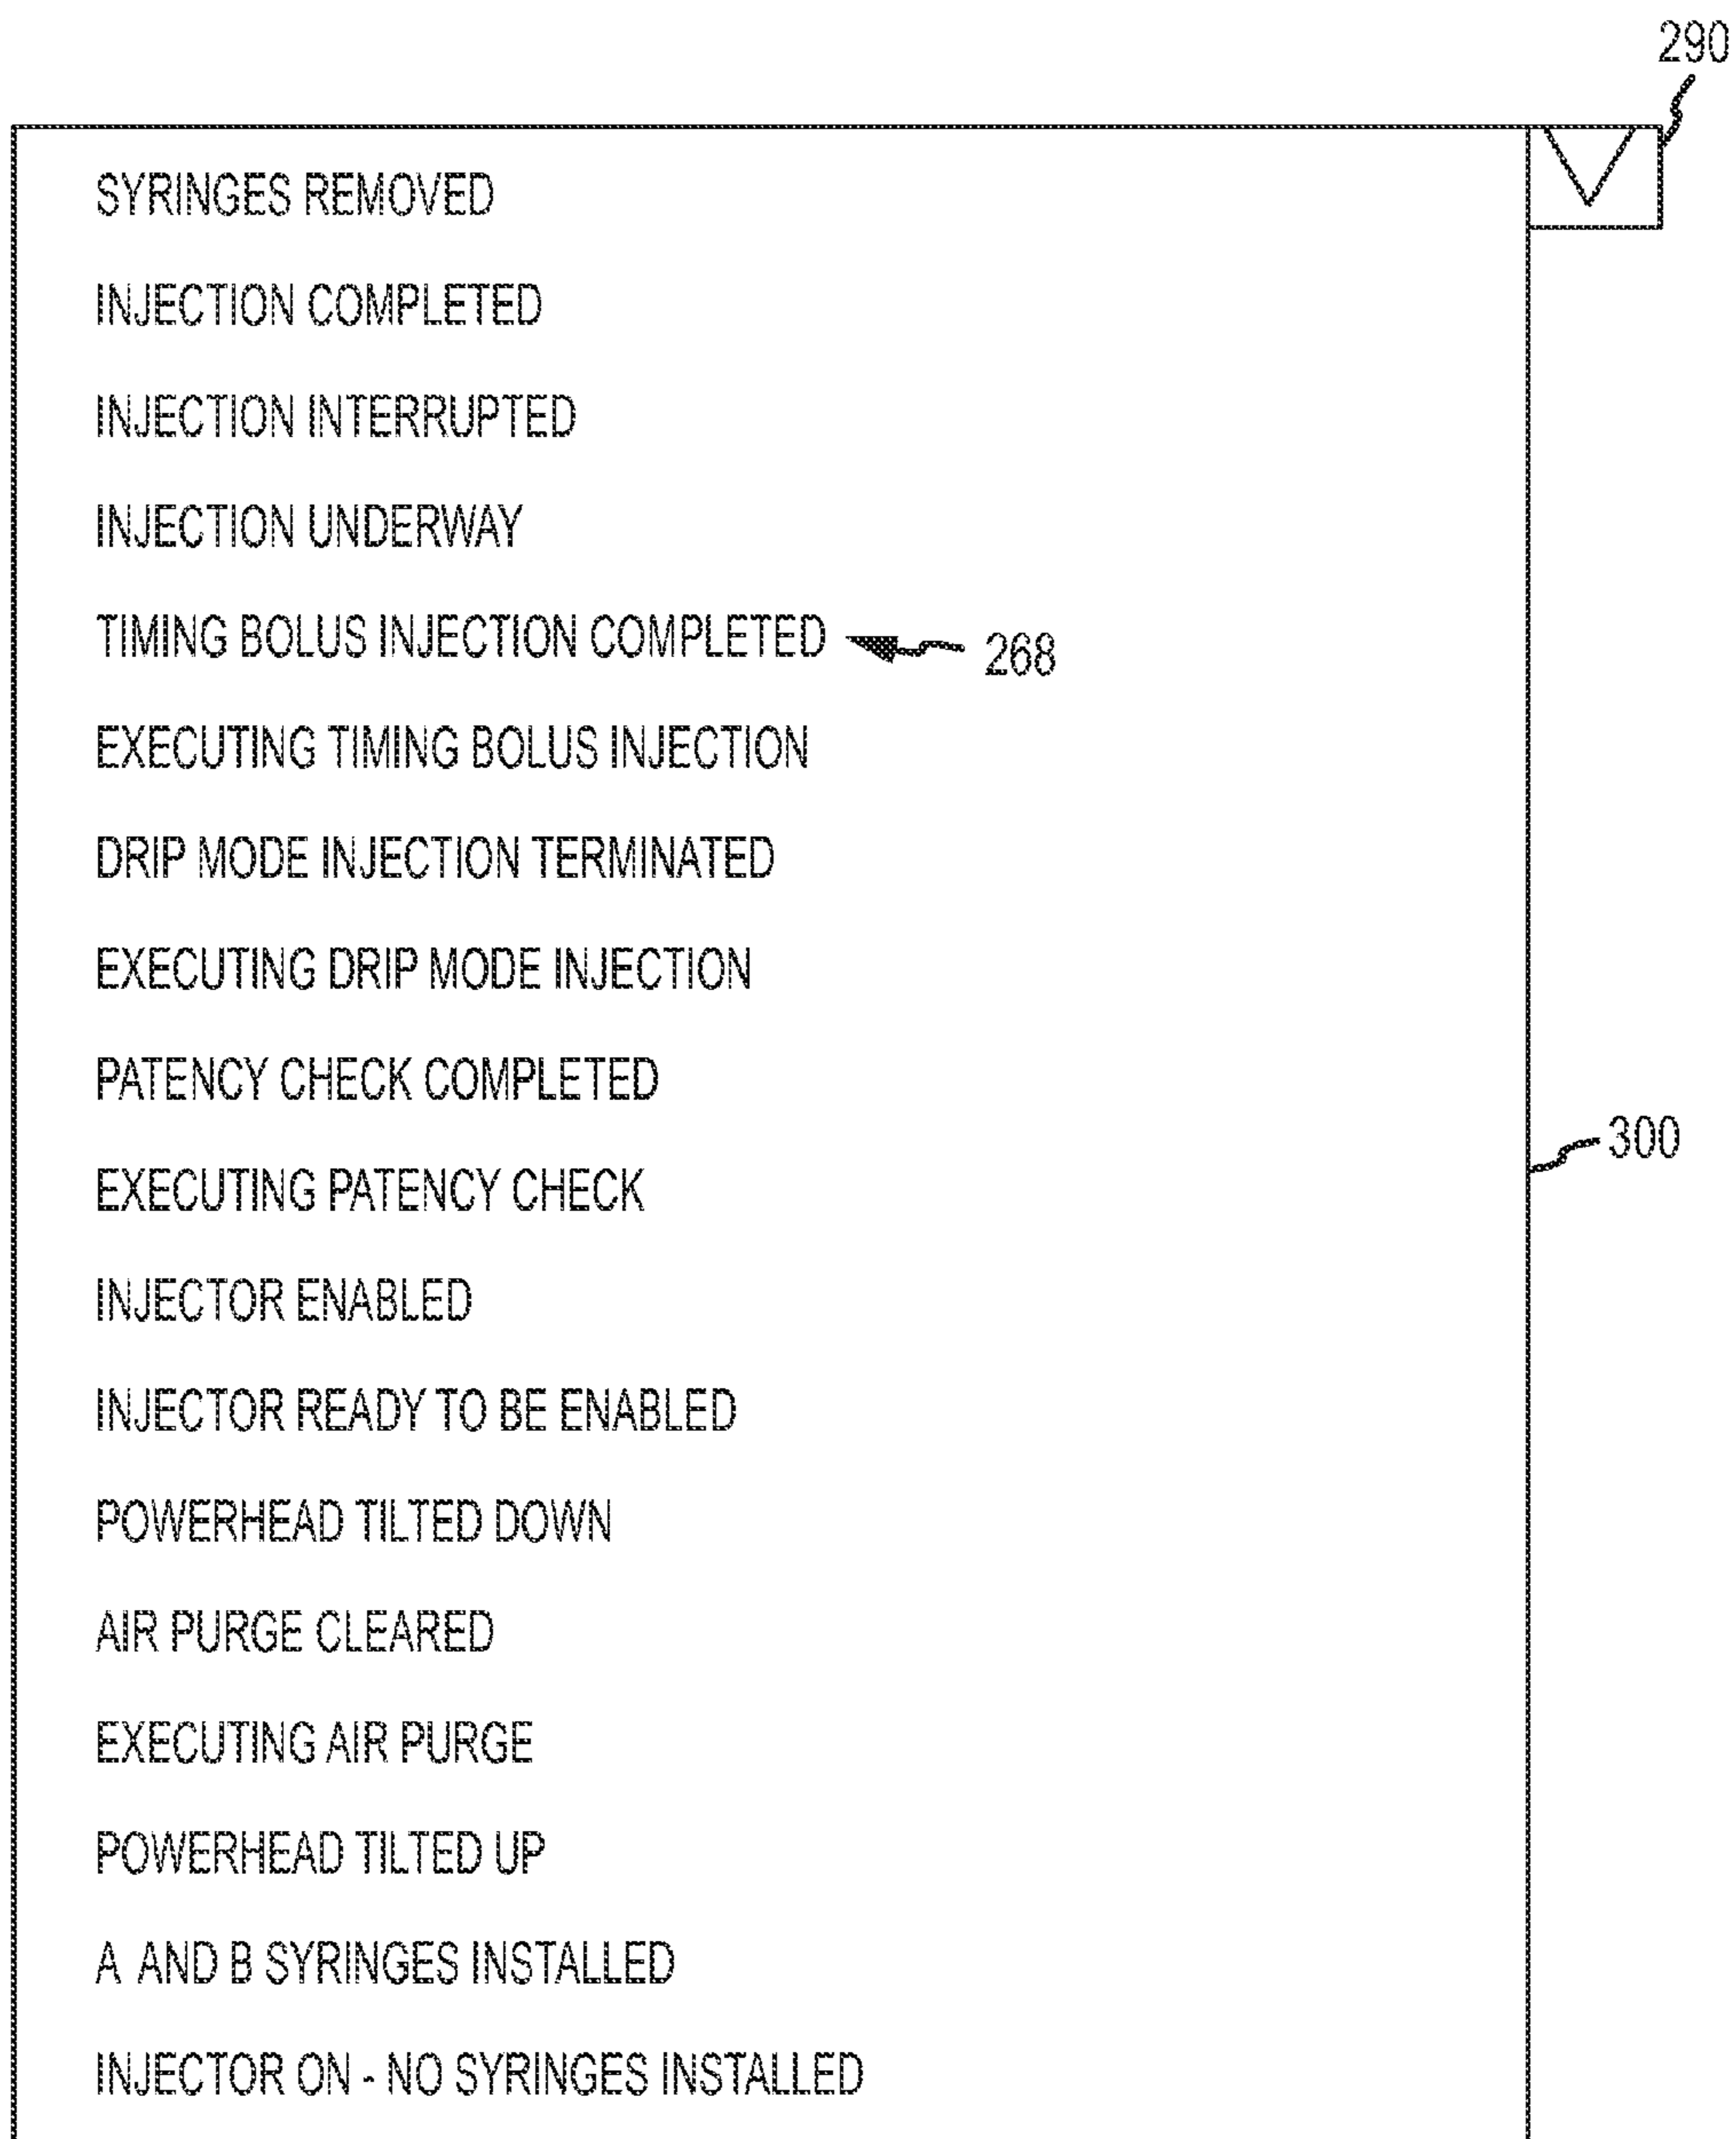 290
SYRINGES REMOVED
INJECTION COMPLETED
INJECTION INTERRUPTED
INJECTION UNDERWAY
TIMING BOLUS INJECTION COMPLETED 268
EXECUTING TIMING BOLUS INJECTION
DRIP MODE INJECTION TERMINATED
EXECUTING DRIP MODE INJECTION
PATENCY CHECK COMPLETED
300
EXECUTING PATENCY CHECK
INJECTOR ENABLED
INJECTOR READY TO BE ENABLED
POWERHEAD TILTED DOWN
AIR PURGE CLEARED
EXECUTING AIR PURGE
POWERHEAD TILTED UP
A AND B SYRINGES INSTALLED
INJECTOR ON - NO SYRINGES INSTALLED